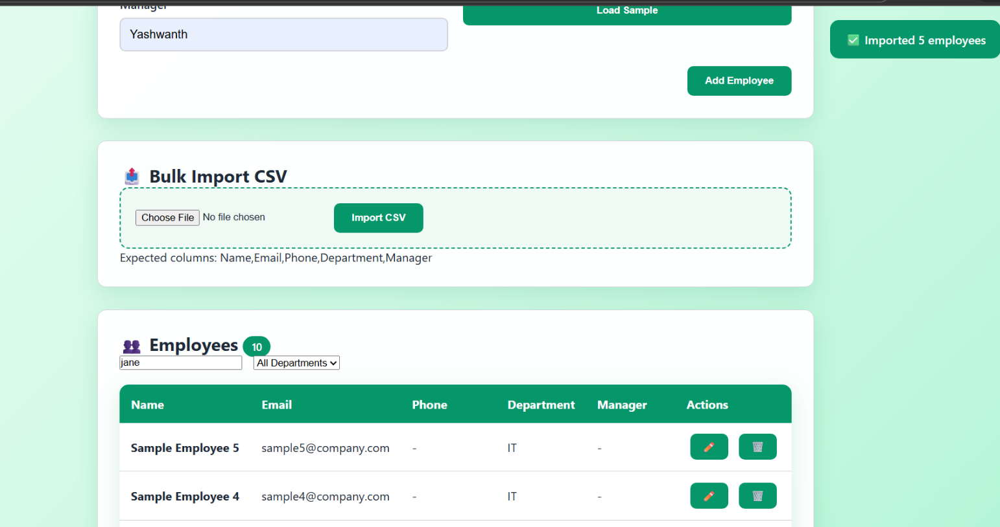 Manager
Load Sample
Yashwanth
✅ Imported 5 employees
Add Employee
Bulk Import CSV
Choose File No file chosen
Import CSV
Expected columns: Name,Email,Phone,Department,Manager
Employees 10
jane
All Departments
Name Email Phone Department Manager Actions
Sample Employee 5 sample5@company.com - IT -
Sample Employee 4 sample4@company.com - IT -